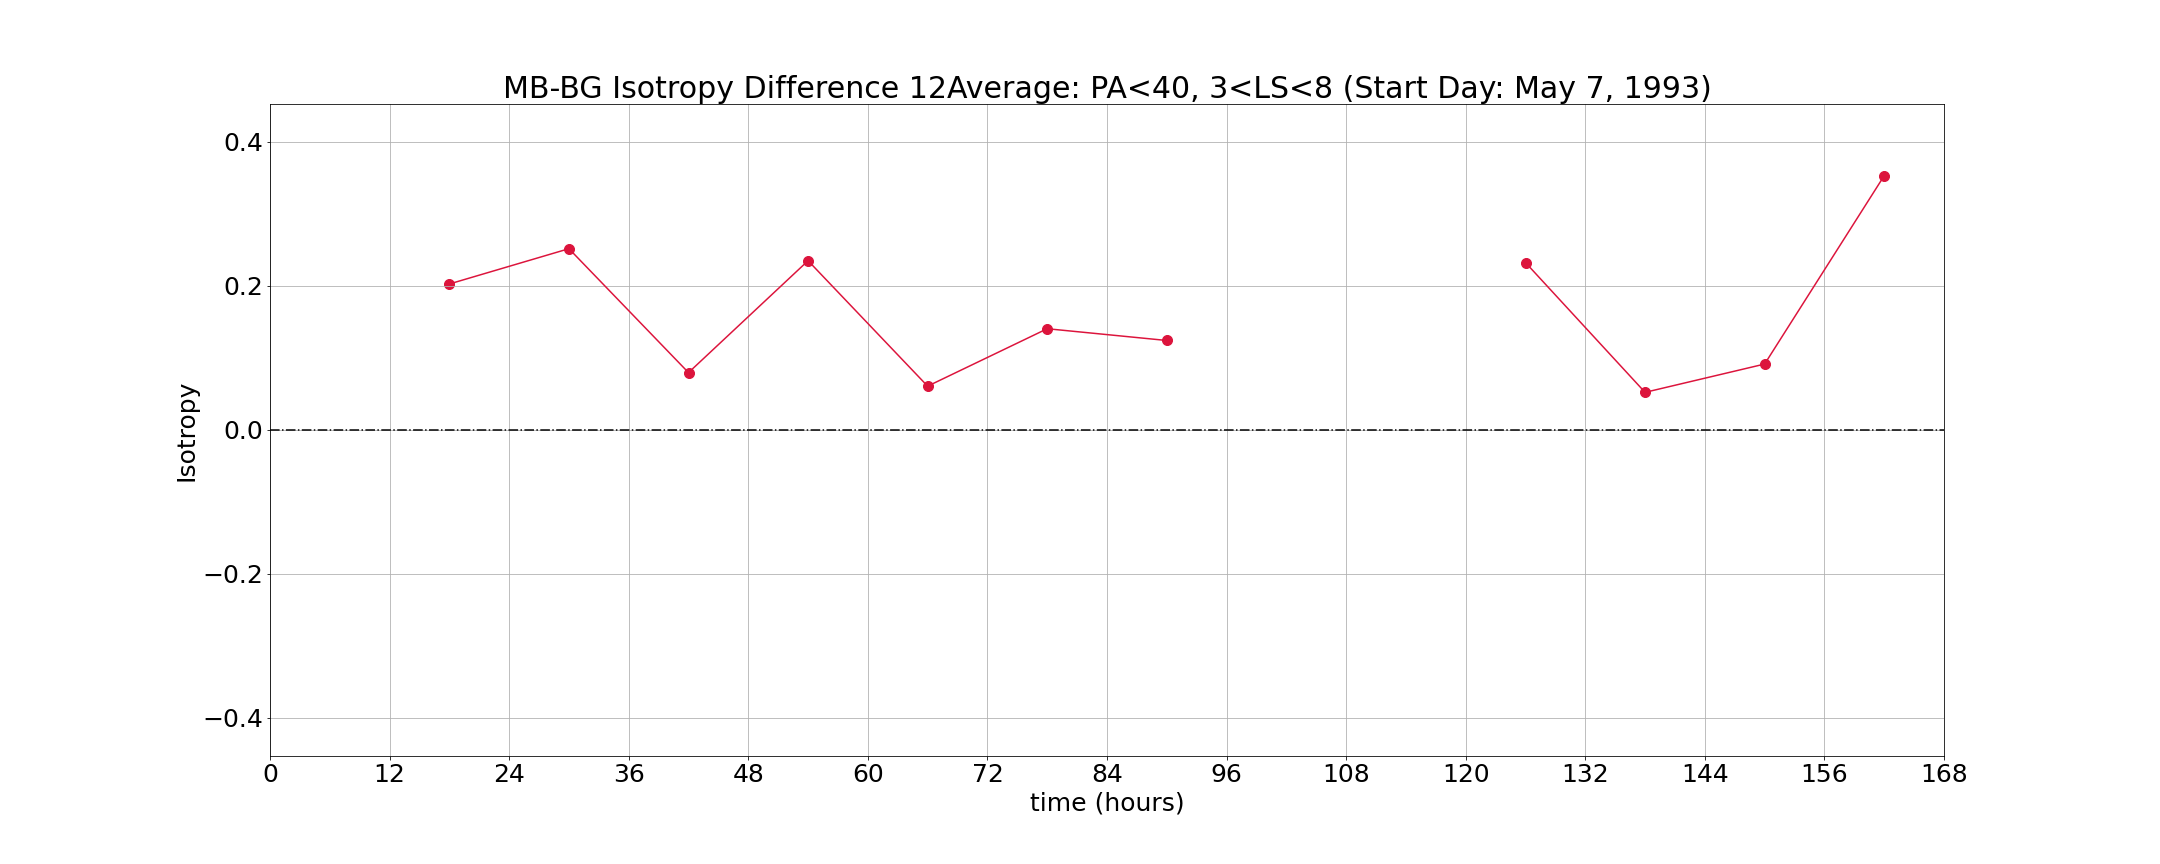 MB-BG Isotropy Difference 12Average: PA<40, 3<LS<8 (Start Day: May 7, 1993)
0.4
0.2
0.0
−0.2
−0.4
Isotropy
0 12 24 36 48 60 72 84 96 108 120 132 144 156 168
time (hours)